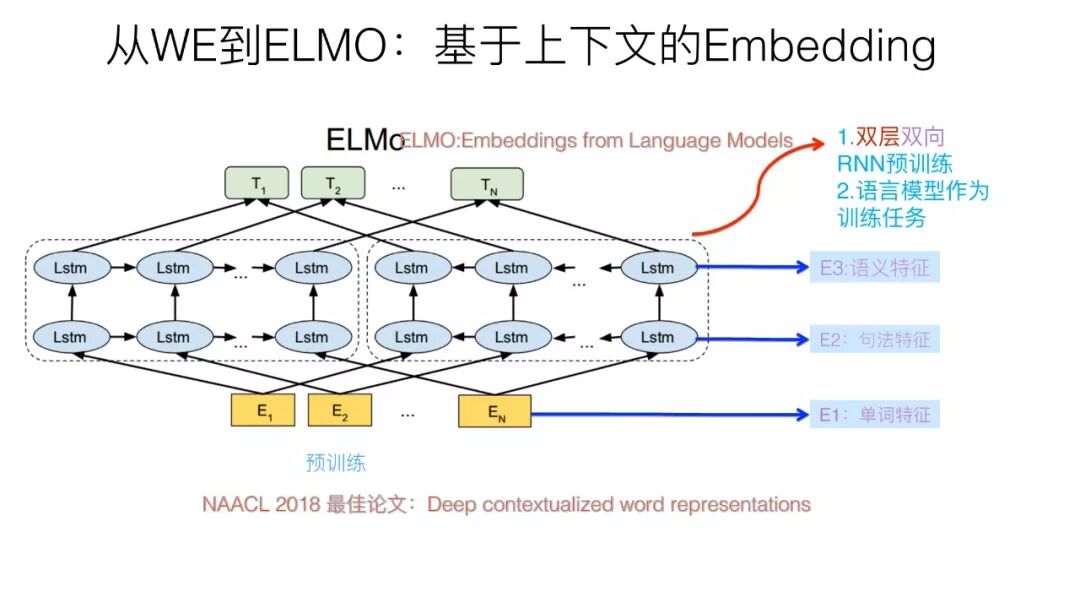 从WE到ELMO：基于上下文的Embedding
ELMo
ELMO:Embeddings from Language Models
1.双层双向
RNN预训练
2.语言模型作为
训练任务
T1 T2 ... TN
Lstm Lstm ... Lstm Lstm Lstm ... Lstm
E3:语义特征
Lstm Lstm ... Lstm Lstm Lstm ... Lstm
E2：句法特征
E1 E2 ... EN
E1：单词特征
预训练
NAACL 2018 最佳论文：Deep contextualized word representations